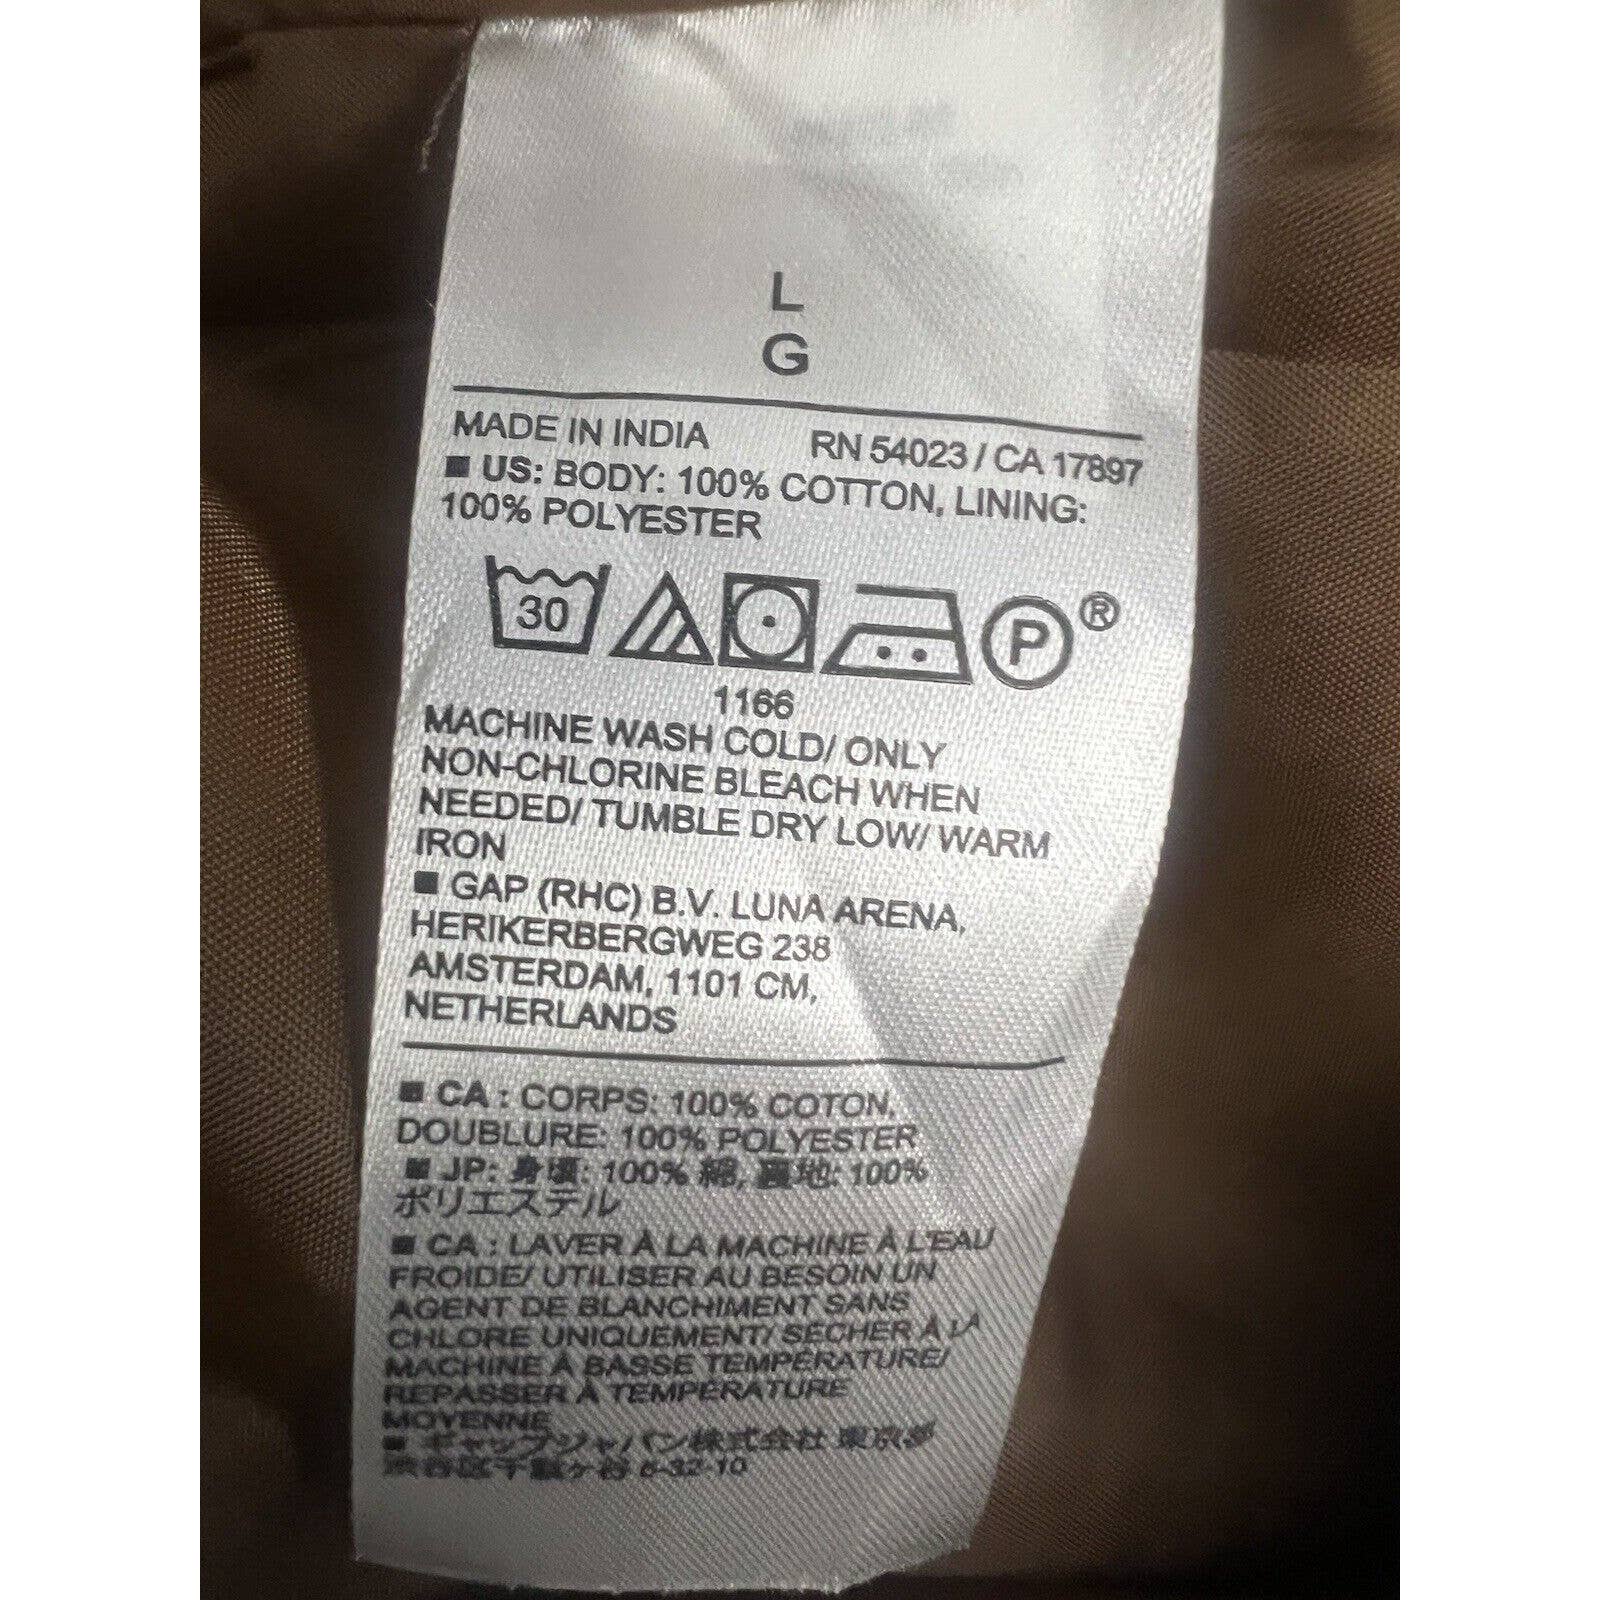 L
G
MADE IN INDIA RN 54023 / CA 17897
■ US: BODY: 100% COTTON, LINING:
100% POLYESTER
30 P ®
1166
MACHINE WASH COLD/ ONLY
NON-CHLORINE BLEACH WHEN
NEEDED/ TUMBLE DRY LOW/ WARM
IRON
■ GAP (RHC) B.V. LUNA ARENA,
HERIKERBERGWEG 238
AMSTERDAM, 1101 CM,
NETHERLANDS
■ CA : CORPS: 100% COTON,
DOUBLURE: 100% POLYESTER
■ JP: 身頃: 100% 綿, 裏地: 100%
ポリエステル
■ CA : LAVER À LA MACHINE À L'EAU
FROIDE/ UTILISER AU BESOIN UN
AGENT DE BLANCHIMENT SANS
CHLORE UNIQUEMENT/ SÉCHER À LA
MACHINE À BASSE TEMPÉRATURE/
REPASSER À TEMPÉRATURE
MOYENNE
■ ギャップジャパン株式会社 東京都
渋谷区千駄ヶ谷 5-32-10